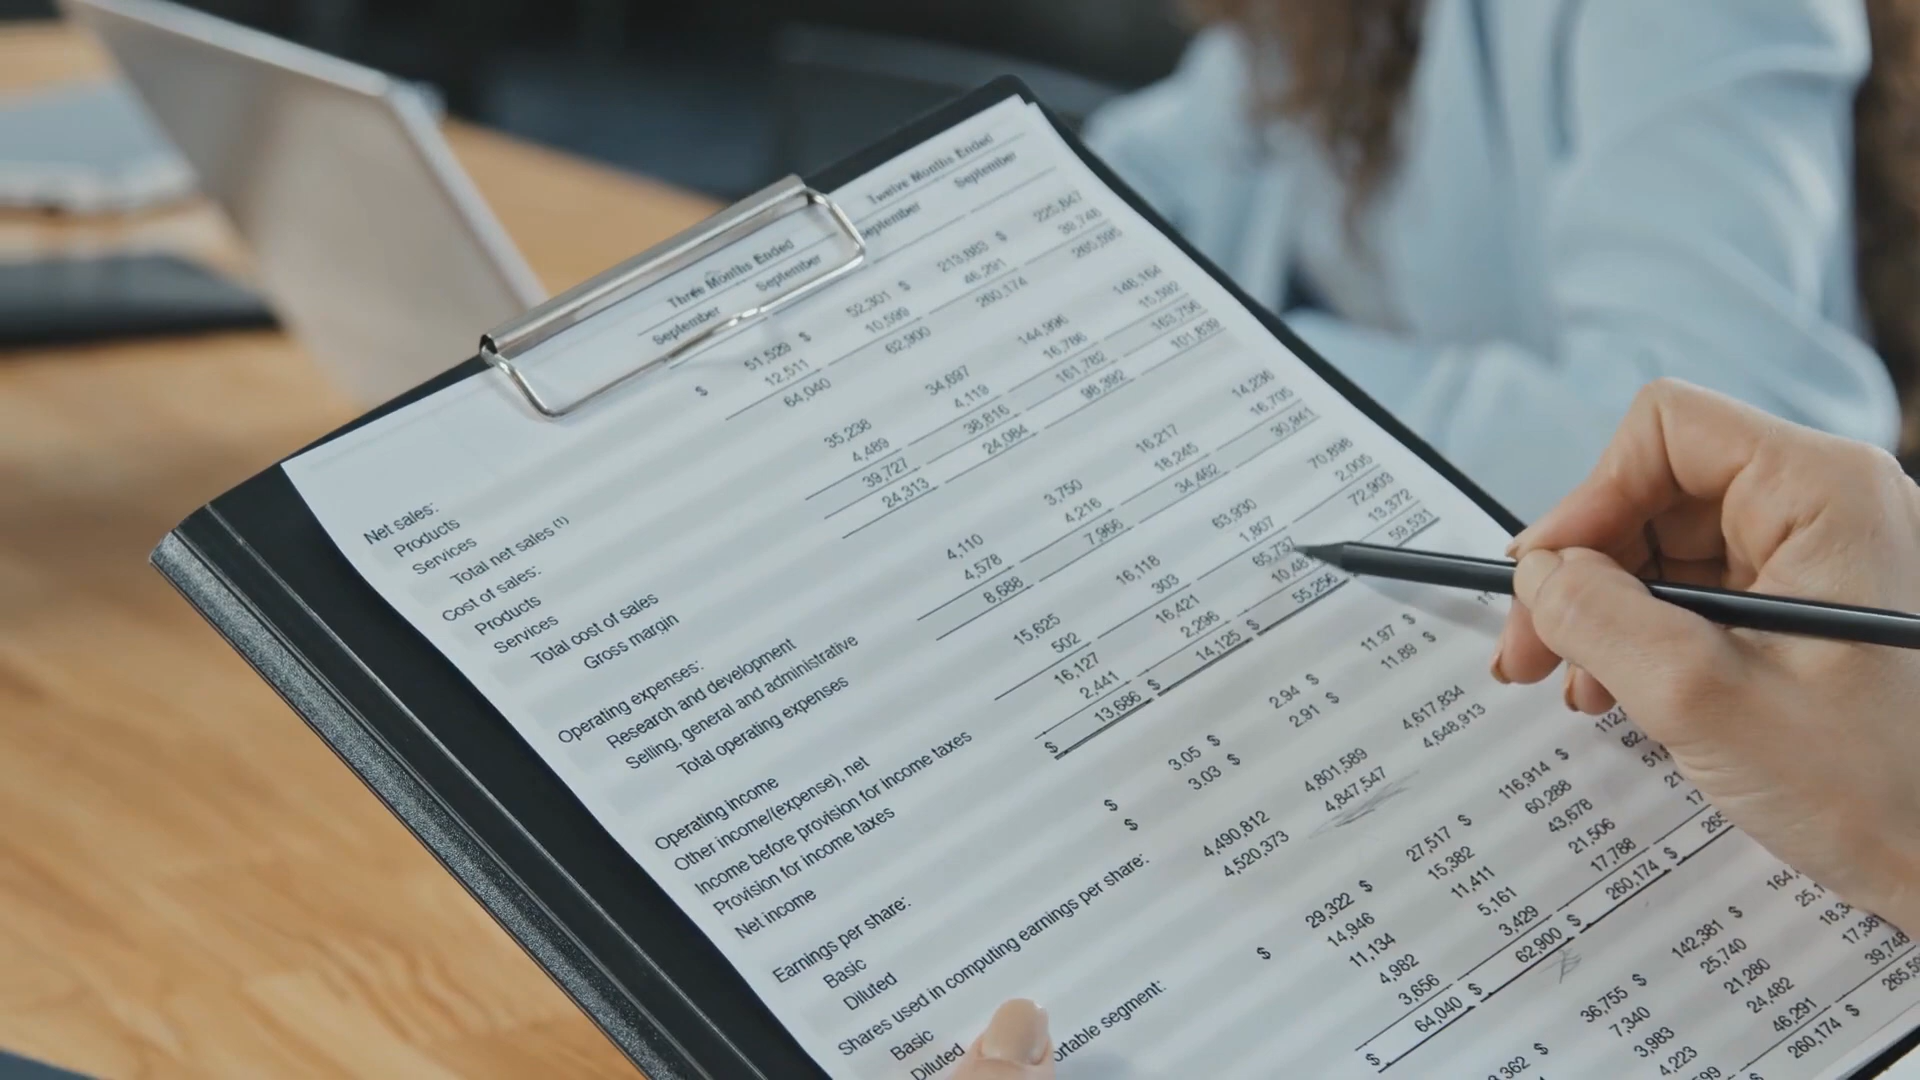 Three Months Ended Twelve Months Ended
September September September September
Net sales:
Products $ 51,529 $ 52,301 $ 213,883 $ 225,847
Services 12,511 10,599 46,291 39,748
Total net sales (1) 64,040 62,900 260,174 265,595
Cost of sales:
Products 35,238 34,697 144,996 148,164
Services 4,489 4,119 16,786 15,592
Total cost of sales 39,727 38,816 161,782 163,756
Gross margin 24,313 24,084 98,392 101,839
Operating expenses:
Research and development 4,110 3,750 16,217 14,236
Selling, general and administrative 4,578 4,216 18,245 16,705
Total operating expenses 8,688 7,966 34,462 30,941
Operating income 15,625 16,118 63,930 70,898
Other income/(expense), net 502 303 1,807 2,005
Income before provision for income taxes 16,127 16,421 65,737 72,903
Provision for income taxes 2,441 2,296 13,372
Net income $ 13,686 $ 14,125 $ 55,256 59,531
Earnings per share:
Basic $ 3.05 $ 2.94 $ 11.97 $
Diluted $ 3.03 $ 2.91 $ 11.89 $
Shares used in computing earnings per share:
Basic 4,490,812 4,801,589 4,617,834
Diluted 4,520,373 4,847,547 4,648,913
segment:
$ 29,322 $ 27,517 $ 116,914 $
14,946 15,382 60,288
11,134 11,411 43,678
4,982 5,161 21,506
3,656 3,429 17,788
$ 64,040 $ 62,900 $ 260,174 $
$ 36,755 $ 142,381 $
7,340 25,740
3,983 21,280
4,223 24,482
46,291 39,748
260,174 $